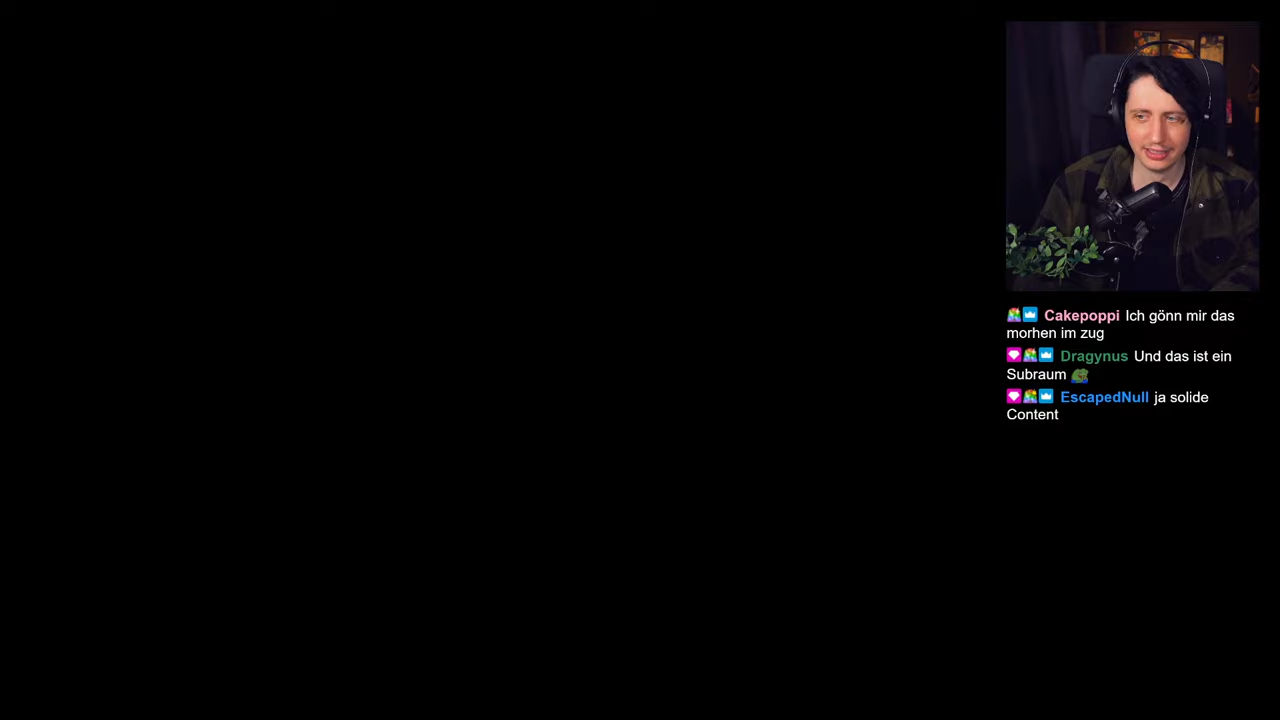 Cakepoppi Ich gönn mir das
morhen im zug
Dragynus Und das ist ein
Subraum
EscapedNull ja solide
Content